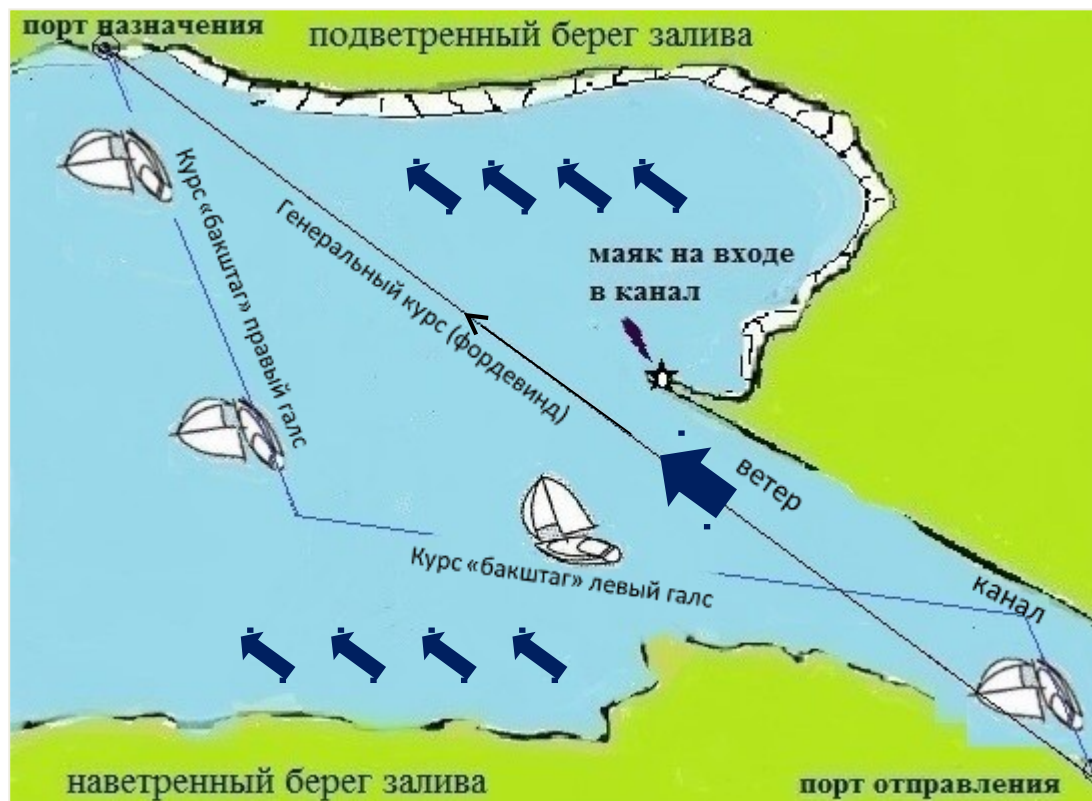 порт назначения
подветренный берег залива
Курс «бакштаг» правый галс
Генеральный курс (фордевинд)
маяк на входе
в канал
ветер
Курс «бакштаг» левый галс
канал
наветренный берег залива
порт отправления